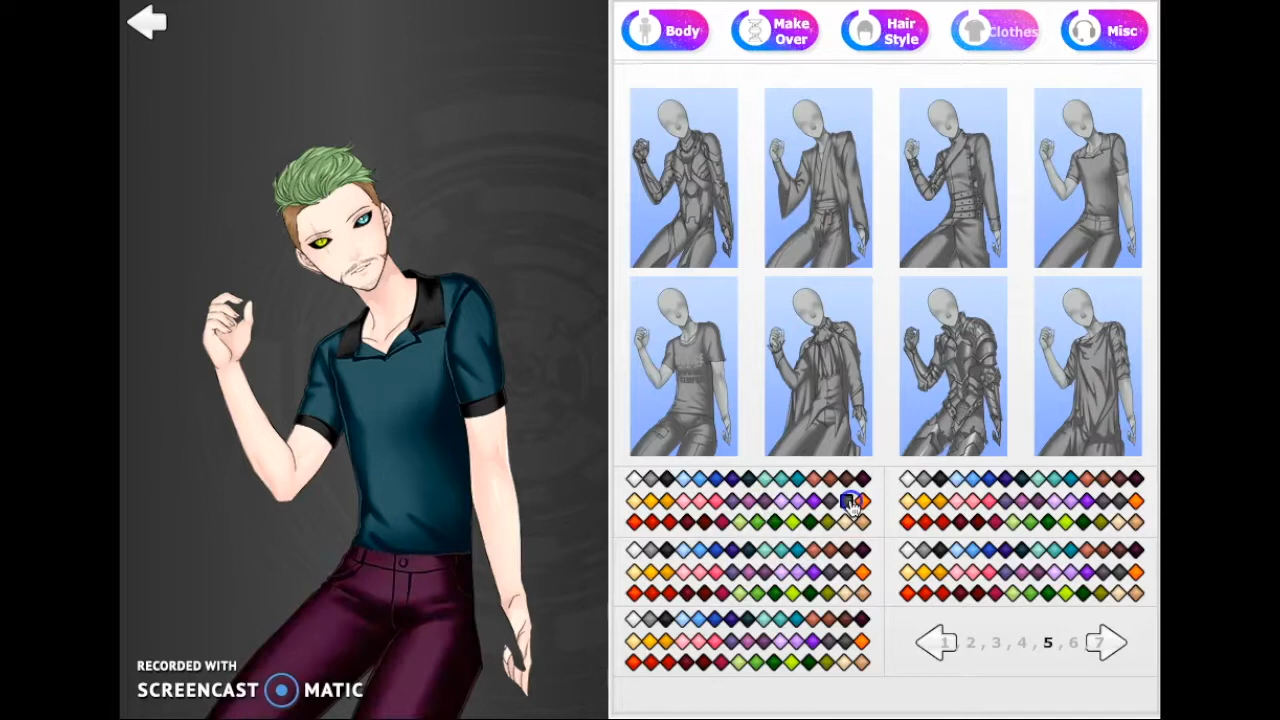 Body
Make
Over
Hair
Style
Clothes
Misc
1, 2, 3, 4, 5, 6, 7
RECORDED WITH
SCREENCAST MATIC